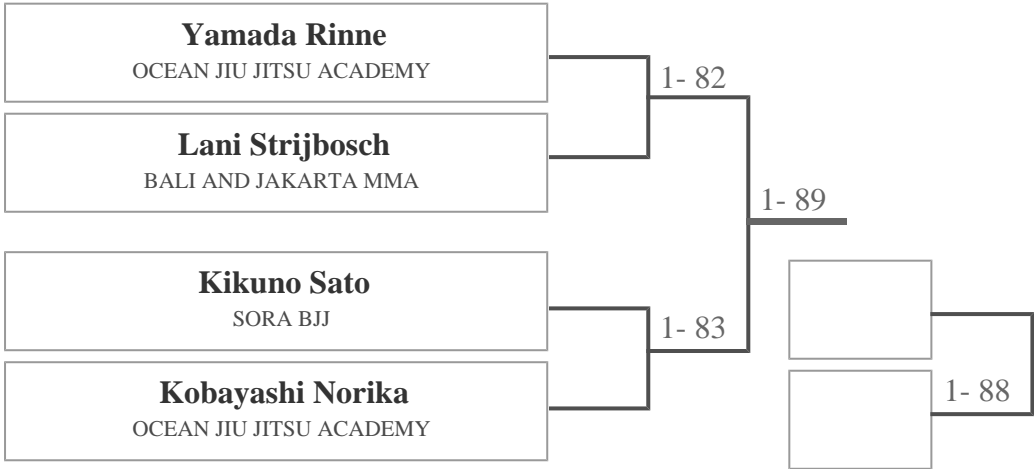 Yamada Rinne
OCEAN JIU JITSU ACADEMY
1- 82
Lani Strijbosch
BALI AND JAKARTA MMA
1- 89
Kikuno Sato
SORA BJJ
1- 83
Kobayashi Norika
OCEAN JIU JITSU ACADEMY
1- 88